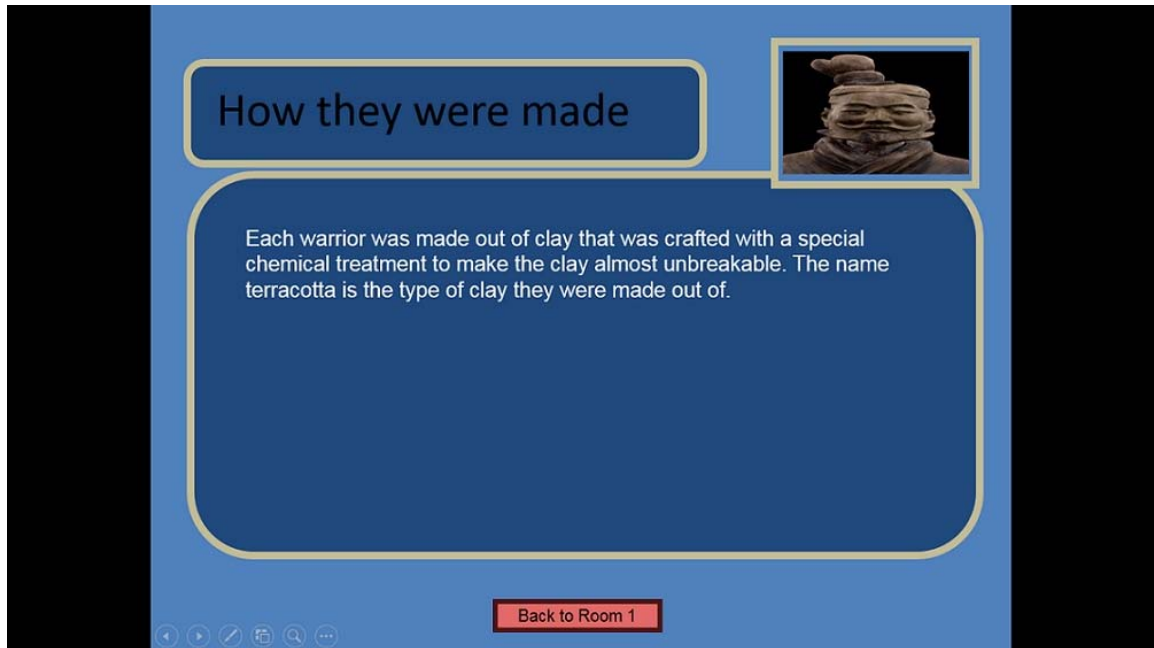 How they were made
Each warrior was made out of clay that was crafted with a special
chemical treatment to make the clay almost unbreakable. The name
terracotta is the type of clay they were made out of.
Back to Room 1